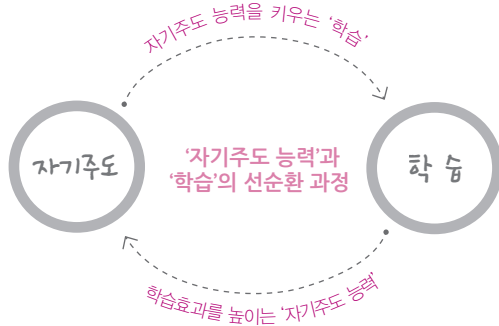 자기주도 능력을 키우는 ‘학습’
자기주도
‘자기주도 능력’과
‘학습’의 선순환 과정
학 습
학습효과를 높이는 ‘자기주도 능력’